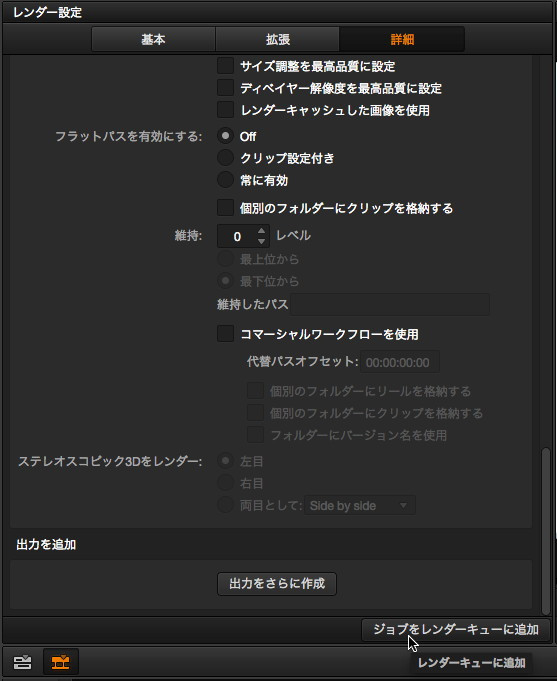 レンダー設定
基本 拡張 詳細
サイズ調整を最高品質に設定
ディベイヤー解像度を最高品質に設定
レンダーキャッシュした画像を使用
フラットパスを有効にする: Off
クリップ設定付き
常に有効
個別のフォルダーにクリップを格納する
維持: 0 レベル
最上位から
最下位から
維持したパス
コマーシャルワークフローを使用
代替パスオフセット: 00:00:00:00
個別のフォルダーにリールを格納する
個別のフォルダーにクリップを格納する
フォルダーにバージョン名を使用
ステレオスコピック3Dをレンダー: 左目
右目
両目として: Side by side
出力を追加
出力をさらに作成
ジョブをレンダーキューに追加
レンダーキューに追加